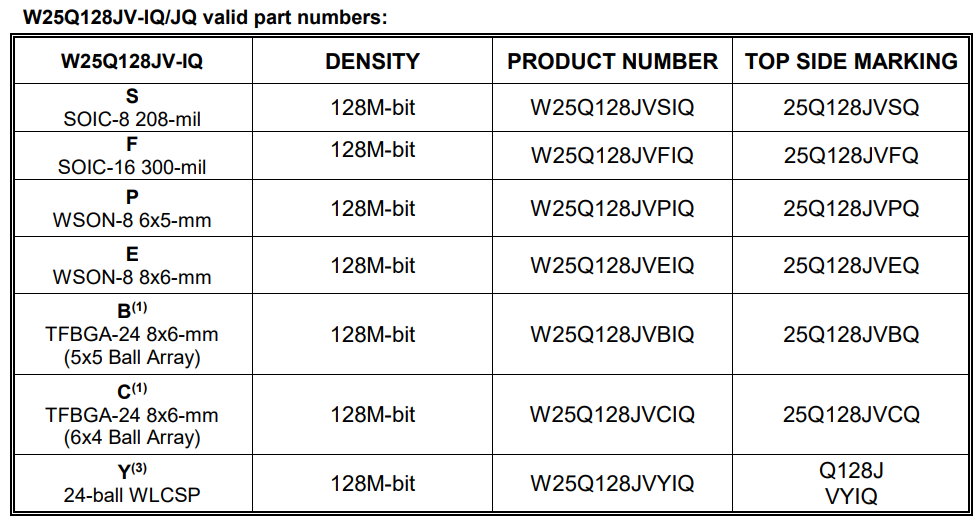 W25Q128JV-IQ/JQ valid part numbers:
W25Q128JV-IQ DENSITY PRODUCT NUMBER TOP SIDE MARKING
S
SOIC-8 208-mil 128M-bit W25Q128JVSIQ 25Q128JVSQ
F
SOIC-16 300-mil 128M-bit W25Q128JVFIQ 25Q128JVFQ
P
WSON-8 6x5-mm 128M-bit W25Q128JVPIQ 25Q128JVPQ
E
WSON-8 8x6-mm 128M-bit W25Q128JVEIQ 25Q128JVEQ
B(1)
TFBGA-24 8x6-mm
(5x5 Ball Array) 128M-bit W25Q128JVBIQ 25Q128JVBQ
C(1)
TFBGA-24 8x6-mm
(6x4 Ball Array) 128M-bit W25Q128JVCIQ 25Q128JVCQ
Y(3)
24-ball WLCSP 128M-bit W25Q128JVYIQ Q128J
VYIQ